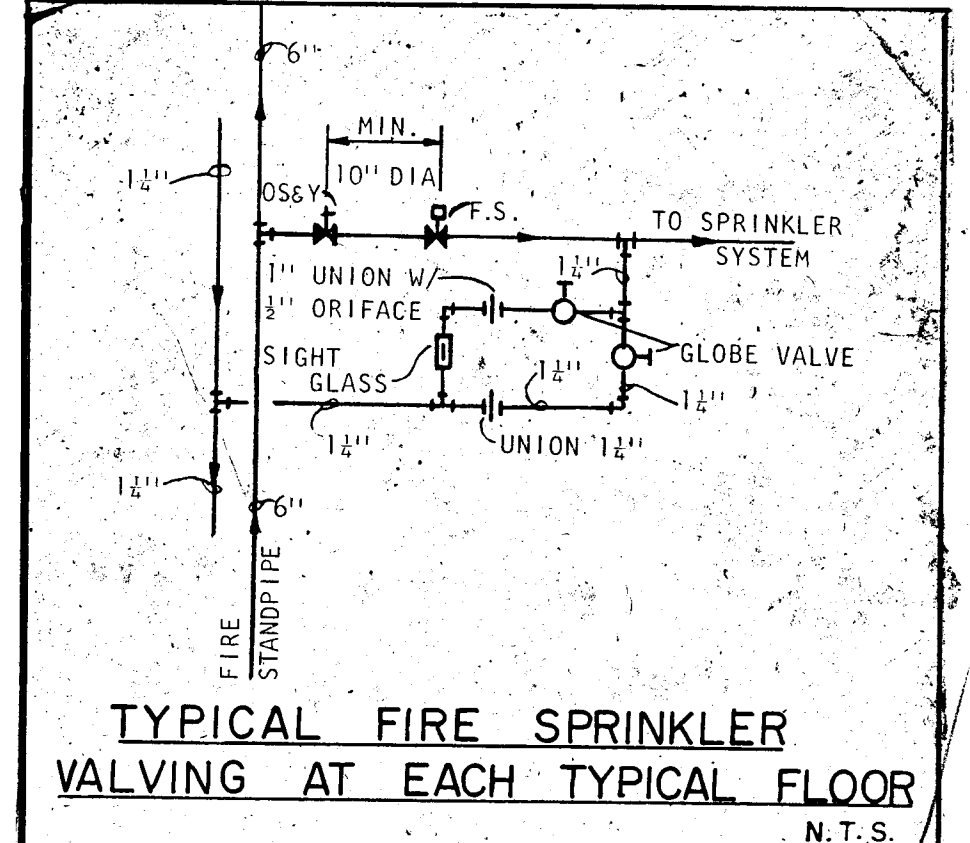 6"
MIN.
1¼"
10" DIA
OS&Y
F.S.
TO SPRINKLER
SYSTEM
1" UNION W/
½" ORIFACE
1¼"
SIGHT
GLASS
GLOBE VALVE
1¼"
1¼"
1¼"
UNION 1¼"
1¼"
6"
FIRE
STANDPIPE
TYPICAL FIRE SPRINKLER
VALVING AT EACH TYPICAL FLOOR
N.T.S.